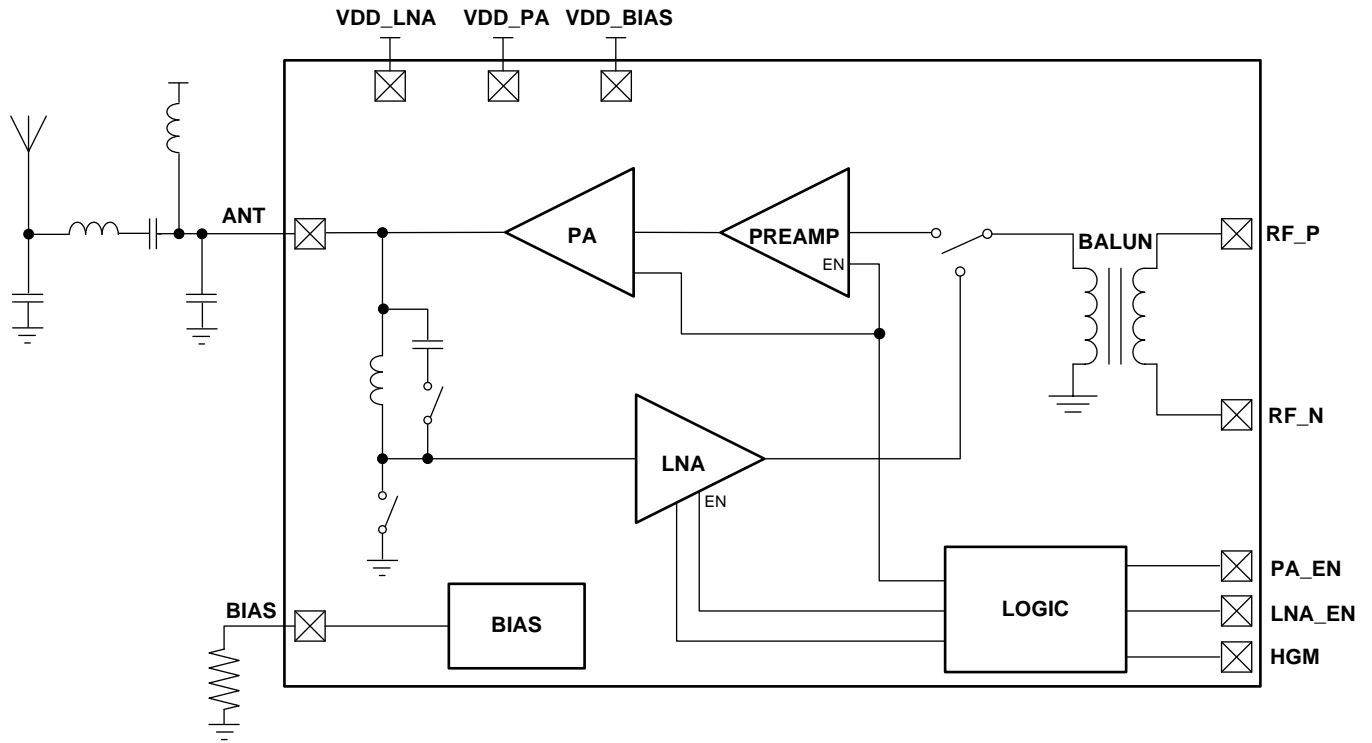 VDD_LNA VDD_PA VDD_BIAS
ANT
PA
PREAMP
EN
BALUN
RF_P
RF_N
LNA
EN
LOGIC
PA_EN
LNA_EN
HGM
BIAS
BIAS